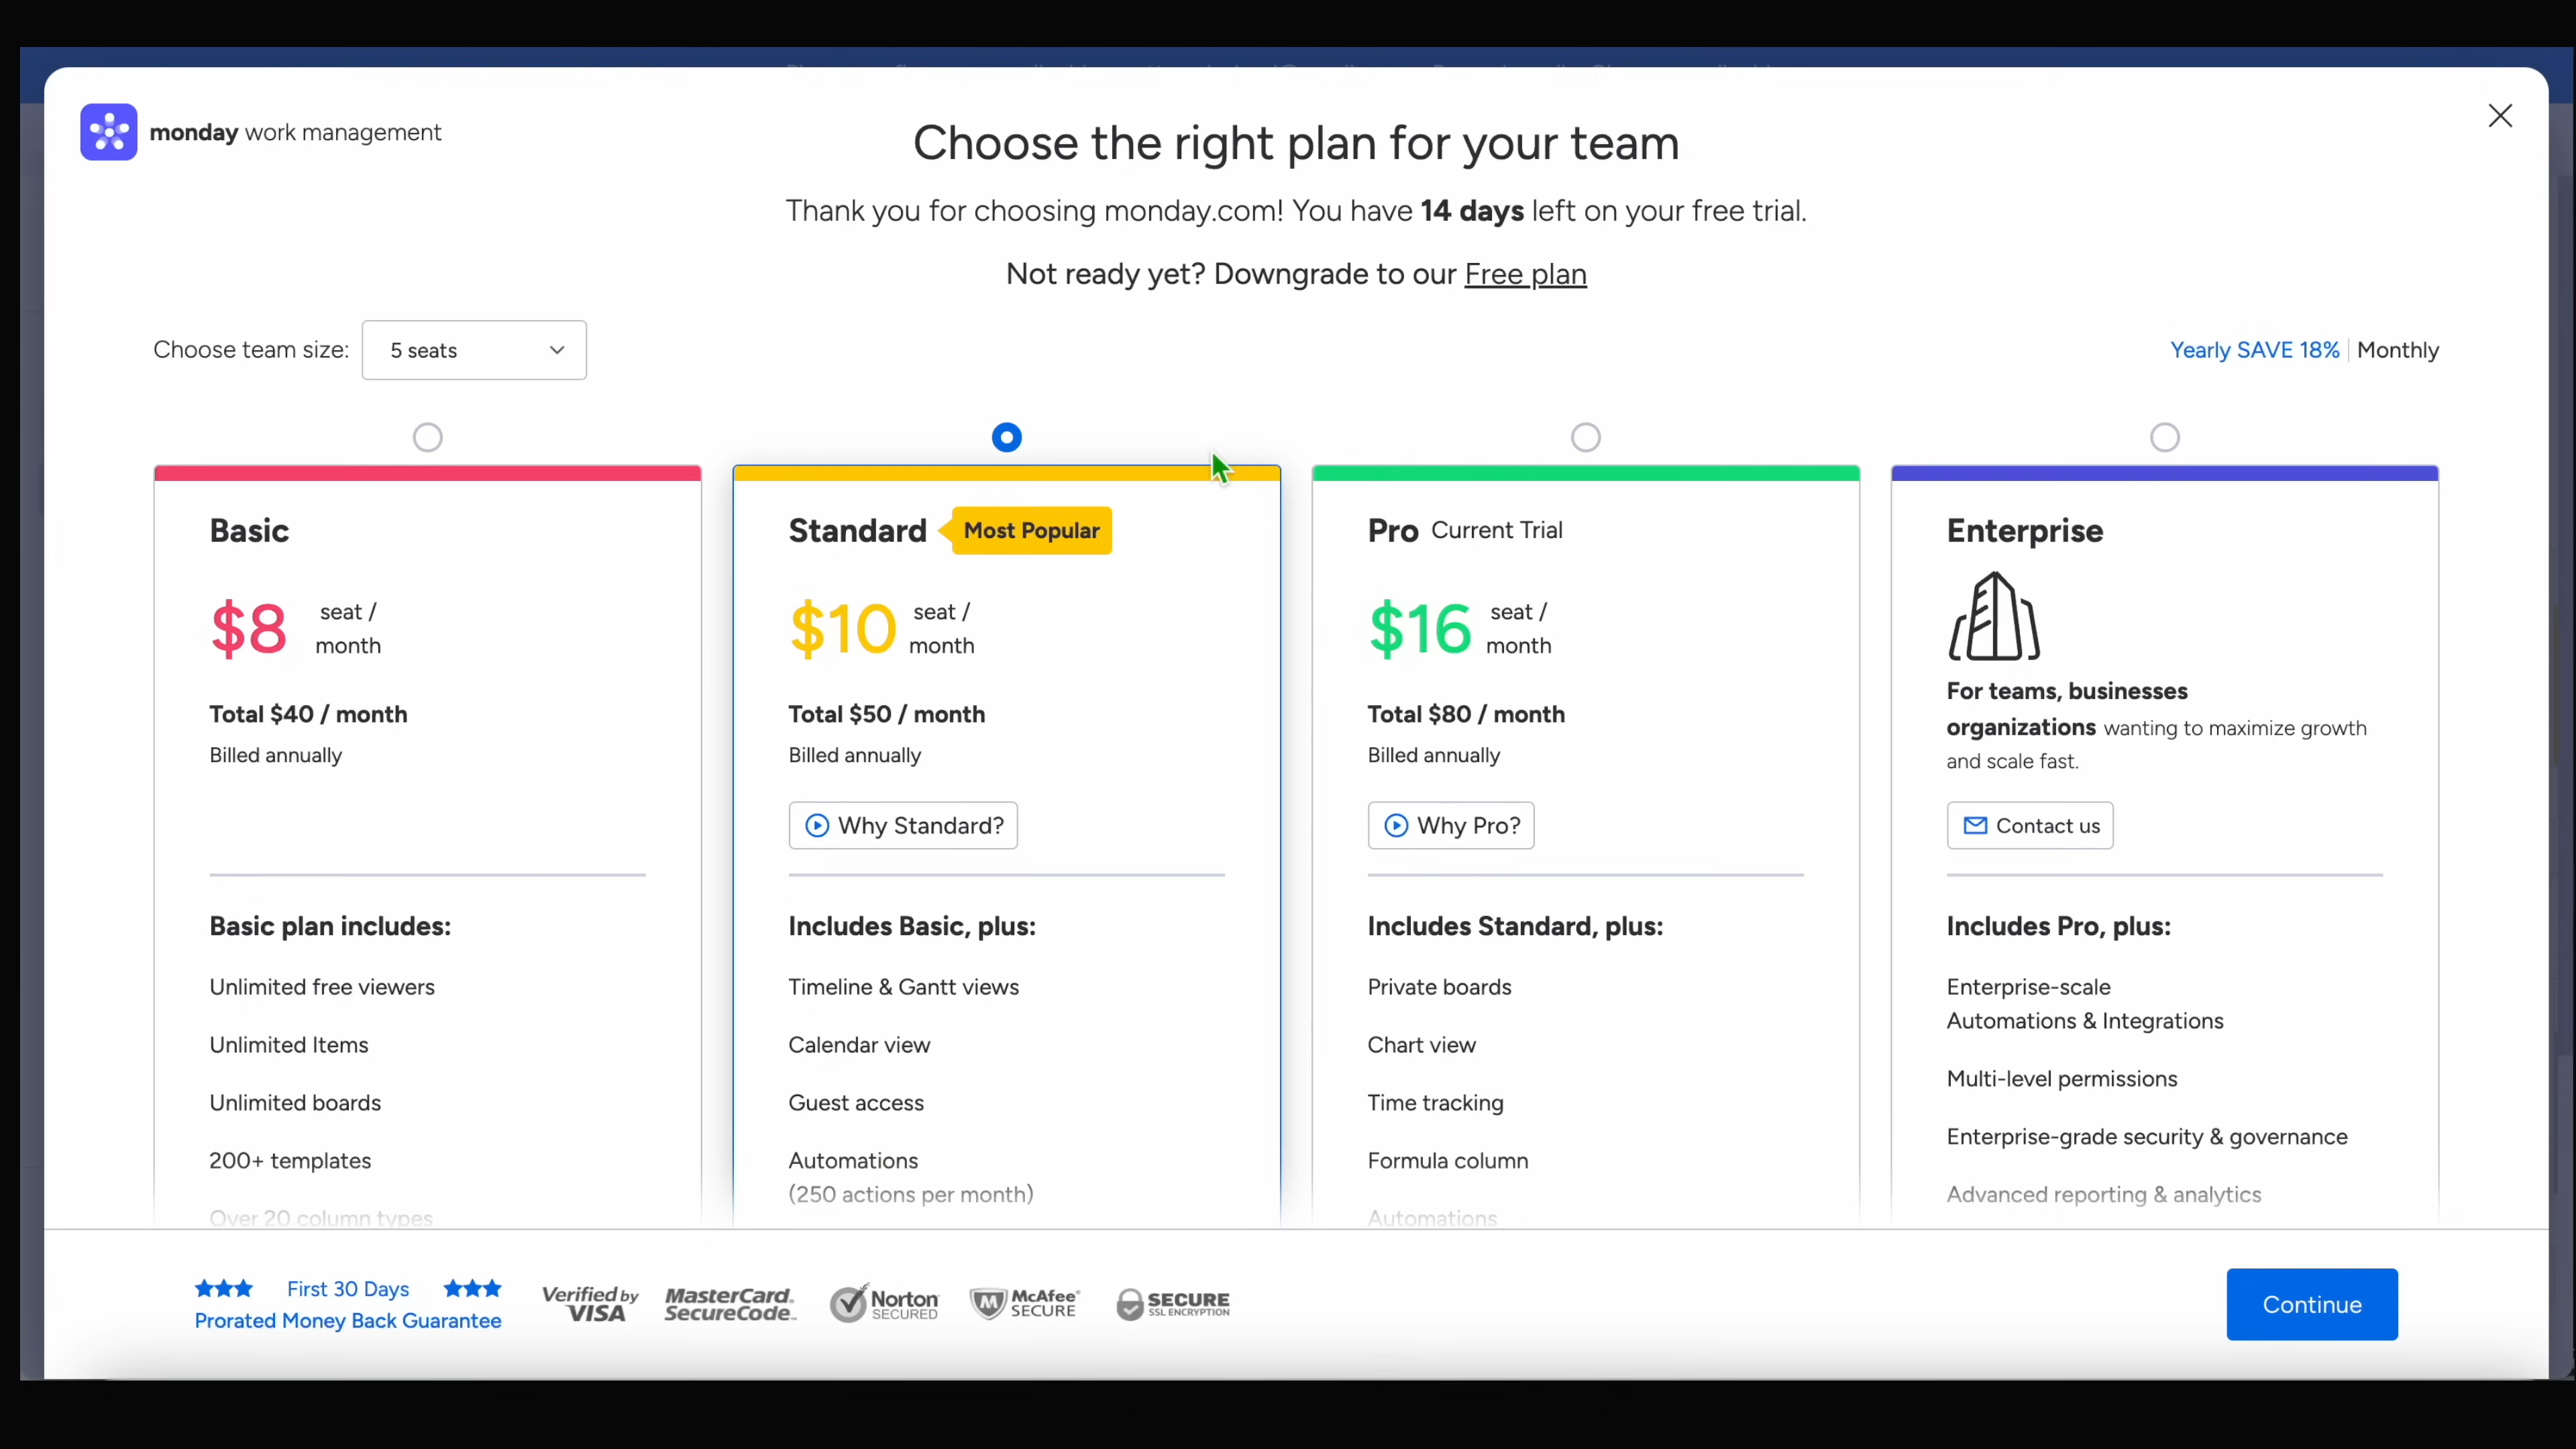 monday work management
Choose the right plan for your team
Thank you for choosing monday.com! You have 14 days left on your free trial.
Not ready yet? Downgrade to our Free plan
Choose team size: 5 seats
Yearly SAVE 18% Monthly
Basic
$8 seat /
month
Total $40 / month
Billed annually
Basic plan includes:
Unlimited free viewers
Unlimited Items
Unlimited boards
200+ templates
Over 20 column types
Standard Most Popular
$10 seat /
month
Total $50 / month
Billed annually
Why Standard?
Includes Basic, plus:
Timeline & Gantt views
Calendar view
Guest access
Automations
(250 actions per month)
Pro Current Trial
$16 seat /
month
Total $80 / month
Billed annually
Why Pro?
Includes Standard, plus:
Private boards
Chart view
Time tracking
Formula column
Automations
Enterprise
For teams, businesses
organizations wanting to maximize growth
and scale fast.
Contact us
Includes Pro, plus:
Enterprise-scale
Automations & Integrations
Multi-level permissions
Enterprise-grade security & governance
Advanced reporting & analytics
First 30 Days
Prorated Money Back Guarantee
Verified by
VISA
MasterCard.
SecureCode.
Norton
SECURED
McAfee
SECURE
SECURE
SSL ENCRYPTION
Continue